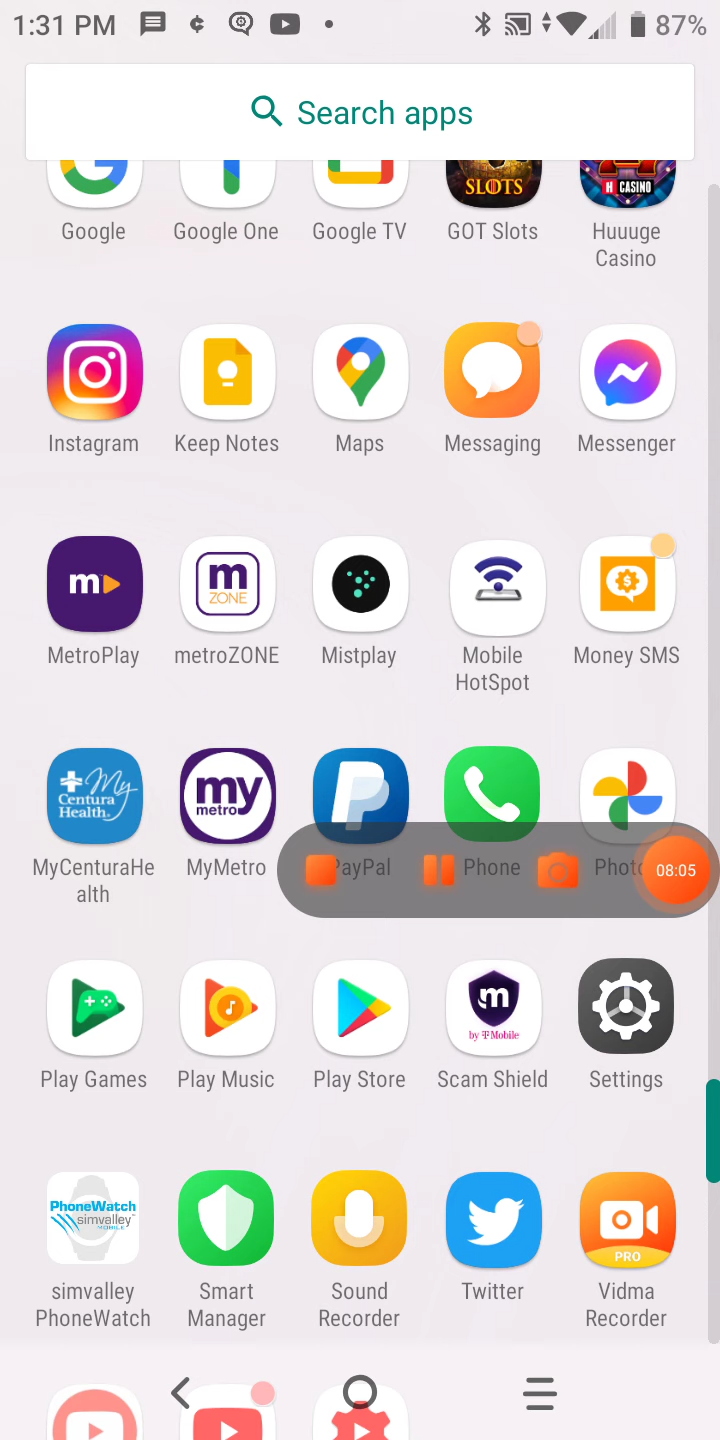 1:31 PM
87%
Search apps
SLOTS
H CASINO
Google
Google One
Google TV
GOT Slots
Huuuge
Casino
Instagram
Keep Notes
Maps
Messaging
Messenger
m
m
ZONE
MetroPlay
metroZONE
Mistplay
Mobile
HotSpot
Money SMS
My
Centura
Health
my
metro
MyCenturaHe
alth
MyMetro
PayPal
Phone
Photo
08:05
m
by T Mobile
Play Games
Play Music
Play Store
Scam Shield
Settings
PhoneWatch
simvalley
MOBILE
PRO
simvalley
PhoneWatch
Smart
Manager
Sound
Recorder
Twitter
Vidma
Recorder